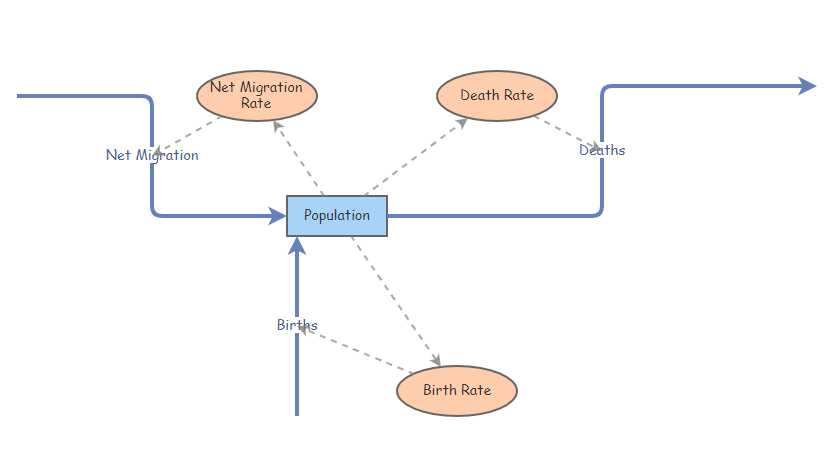 Net Migration
Rate
Death Rate
Net Migration
Deaths
Population
Births
Birth Rate